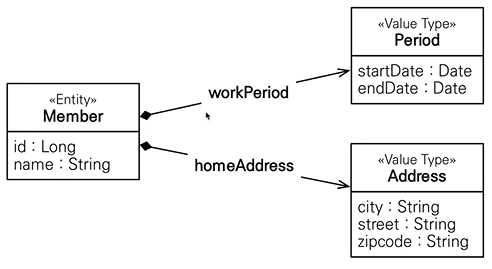 «Entity»
Member
id : Long
name : String
workPeriod
homeAddress
«Value Type»
Period
startDate : Date
endDate : Date
«Value Type»
Address
city : String
street : String
zipcode : String